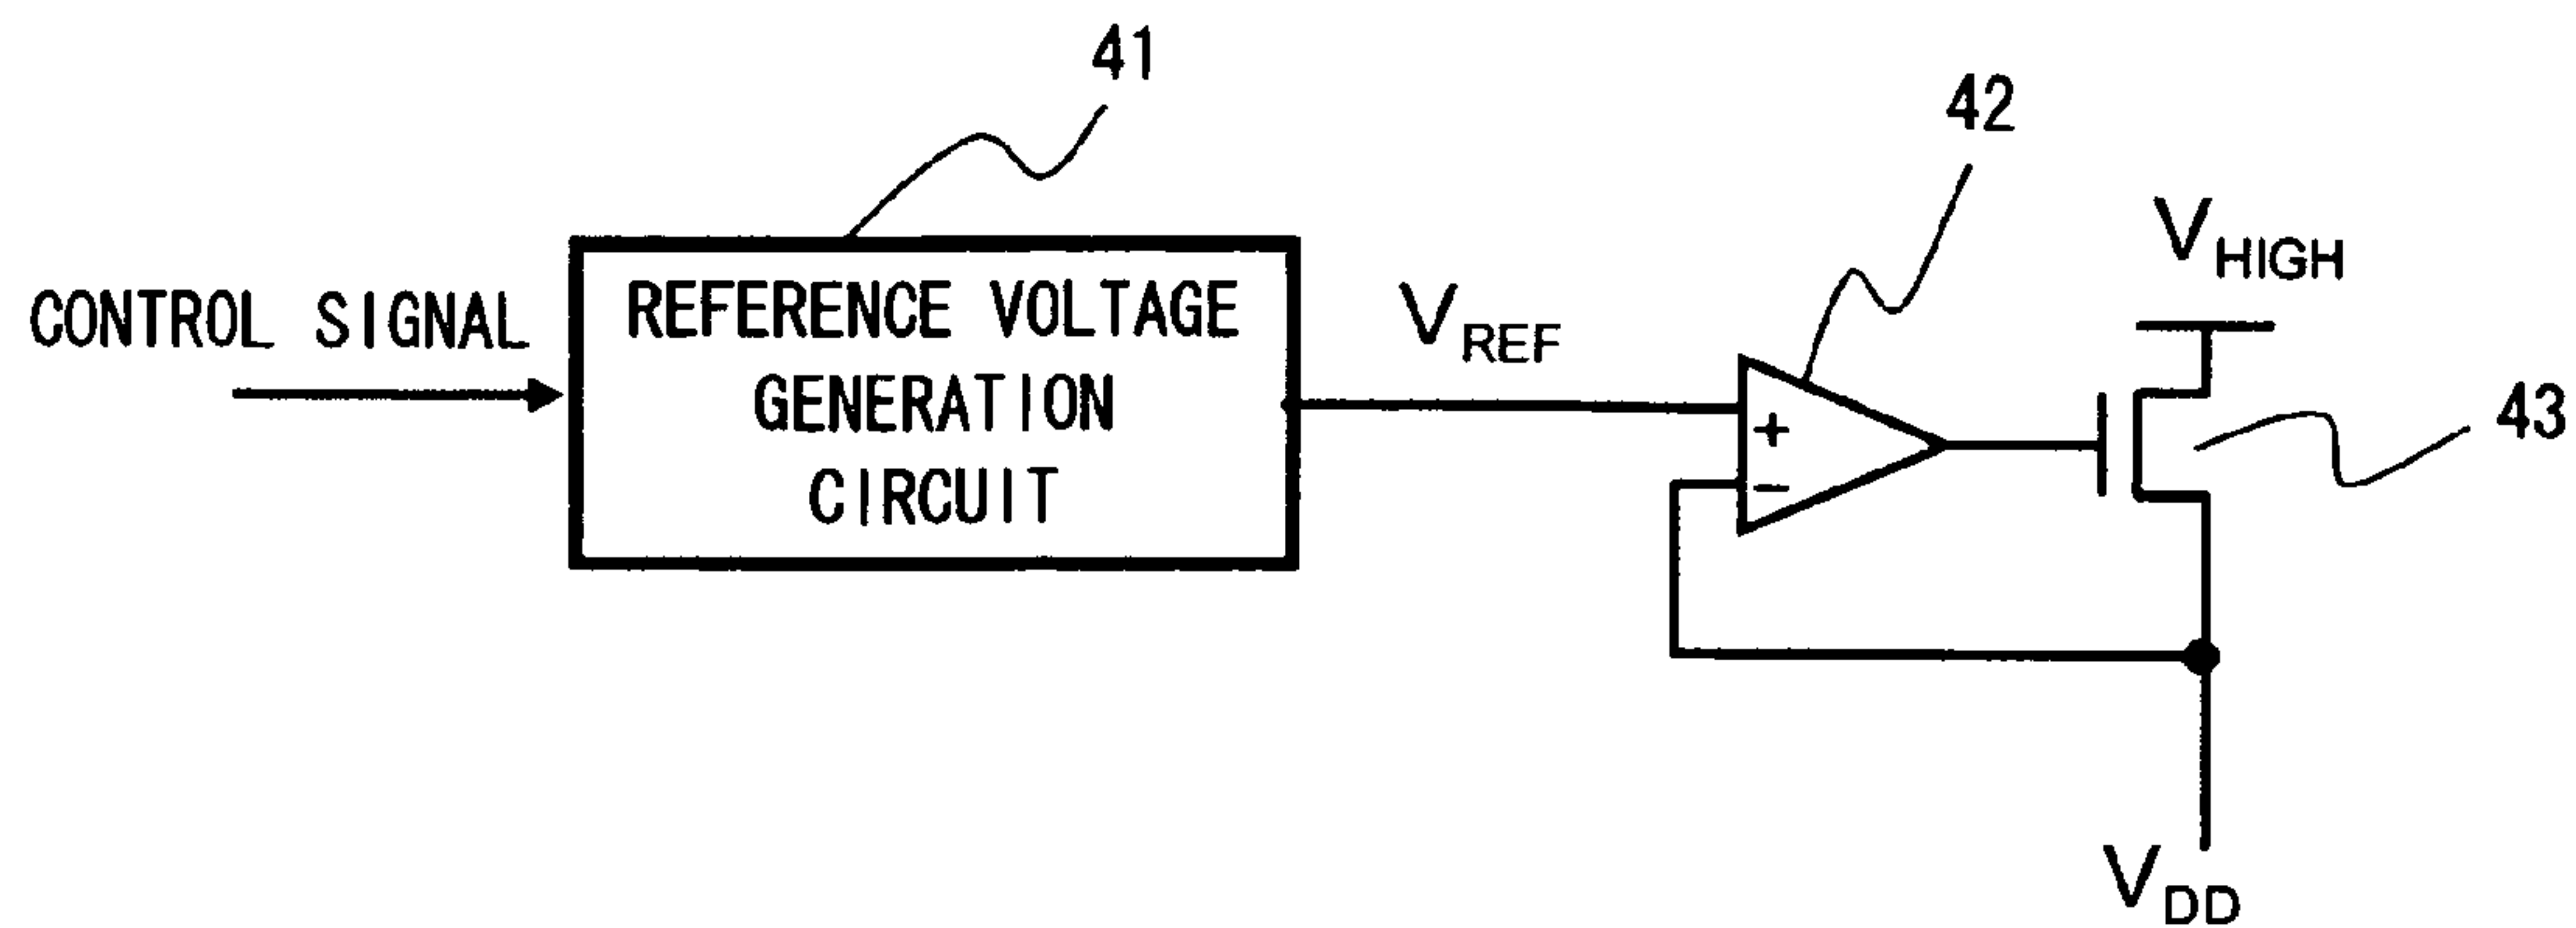 41
42
V_HIGH
CONTROL SIGNAL
REFERENCE VOLTAGE
GENERATION
CIRCUIT
V_REF
+
−
43
V_DD